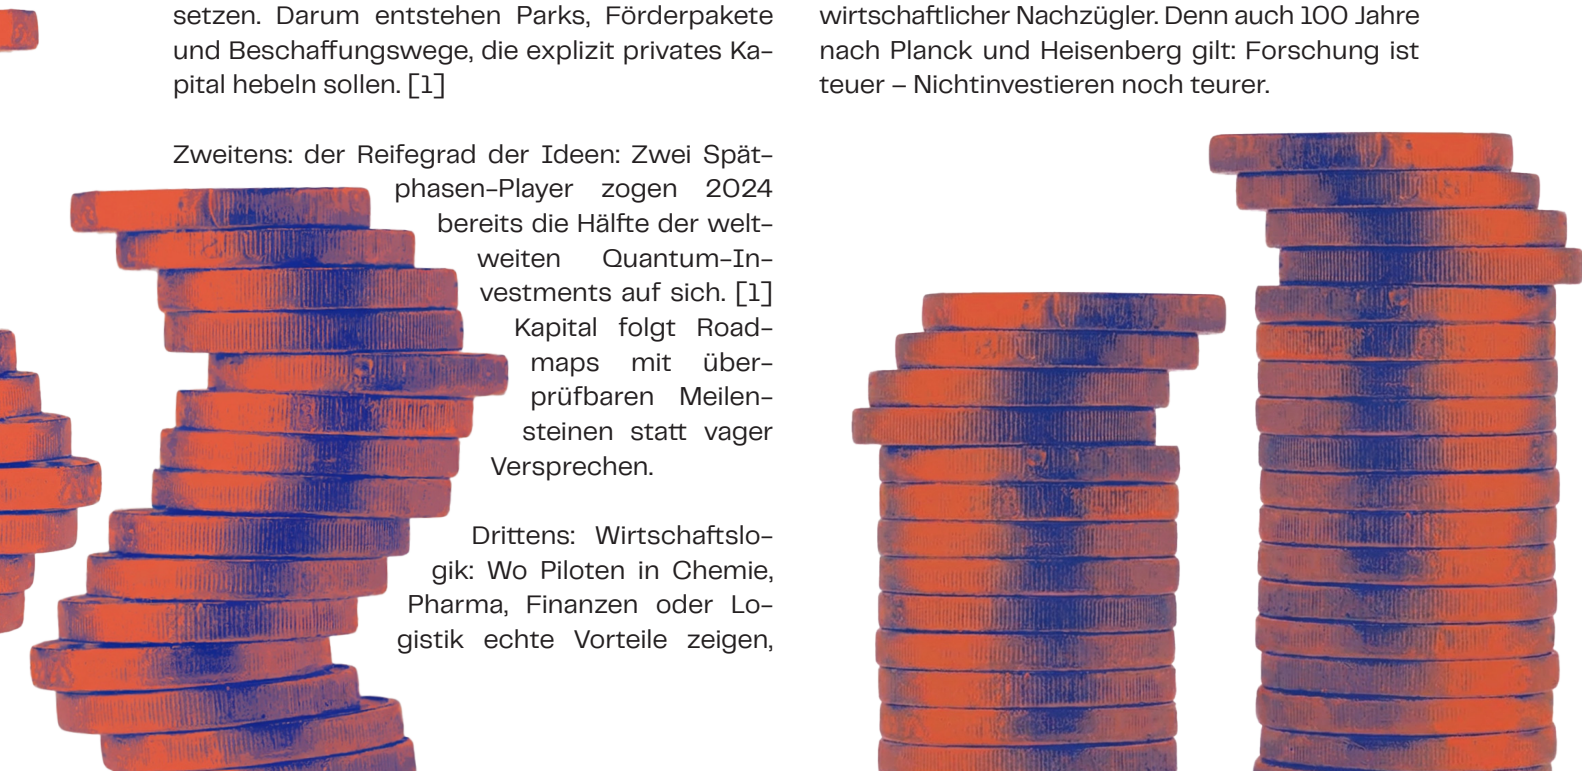 setzen. Darum entstehen Parks, Förderpakete
und Beschaffungswege, die explizit privates Ka-
pital hebeln sollen. [1]
Zweitens: der Reifegrad der Ideen: Zwei Spät-
phasen-Player zogen 2024
bereits die Hälfte der welt-
weiten Quantum-In-
vestments auf sich. [1]
Kapital folgt Road-
maps mit über-
prüfbaren Meilen-
steinen statt vager
Versprechen.
Drittens: Wirtschaftslo-
gik: Wo Piloten in Chemie,
Pharma, Finanzen oder Lo-
gistik echte Vorteile zeigen,
wirtschaftlicher Nachzügler. Denn auch 100 Jahre
nach Planck und Heisenberg gilt: Forschung ist
teuer – Nichtinvestieren noch teurer.